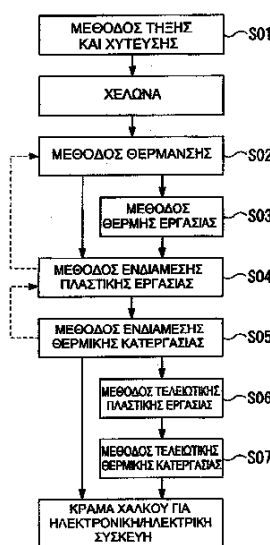 ΜΕΘΟΔΟΣ ΤΗΞΗΣ
ΚΑΙ ΧΥΤΕΥΣΗΣ
S01
ΧΕΛΩΝΑ
ΜΕΘΟΔΟΣ ΘΕΡΜΑΝΣΗΣ
S02
ΜΕΘΟΔΟΣ
ΘΕΡΜΗΣ ΕΡΓΑΣΙΑΣ
S03
ΜΕΘΟΔΟΣ ΕΝΔΙΑΜΕΣΗΣ
ΠΛΑΣΤΙΚΗΣ ΕΡΓΑΣΙΑΣ
S04
ΜΕΘΟΔΟΣ ΕΝΔΙΑΜΕΣΗΣ
ΘΕΡΜΙΚΗΣ ΚΑΤΕΡΓΑΣΙΑΣ
S05
ΜΕΘΟΔΟΣ ΤΕΛΕΙΩΤΙΚΗΣ
ΠΛΑΣΤΙΚΗΣ ΕΡΓΑΣΙΑΣ
S06
ΜΕΘΟΔΟΣ ΤΕΛΕΙΩΤΙΚΗΣ
ΘΕΡΜΙΚΗΣ ΚΑΤΕΡΓΑΣΙΑΣ
S07
ΚΡΑΜΑ ΧΑΛΚΟΥ ΓΙΑ
ΗΛΕΚΤΡΟΝΙΚΗ/ΗΛΕΚΤΡΙΚΗ
ΣΥΣΚΕΥΗ